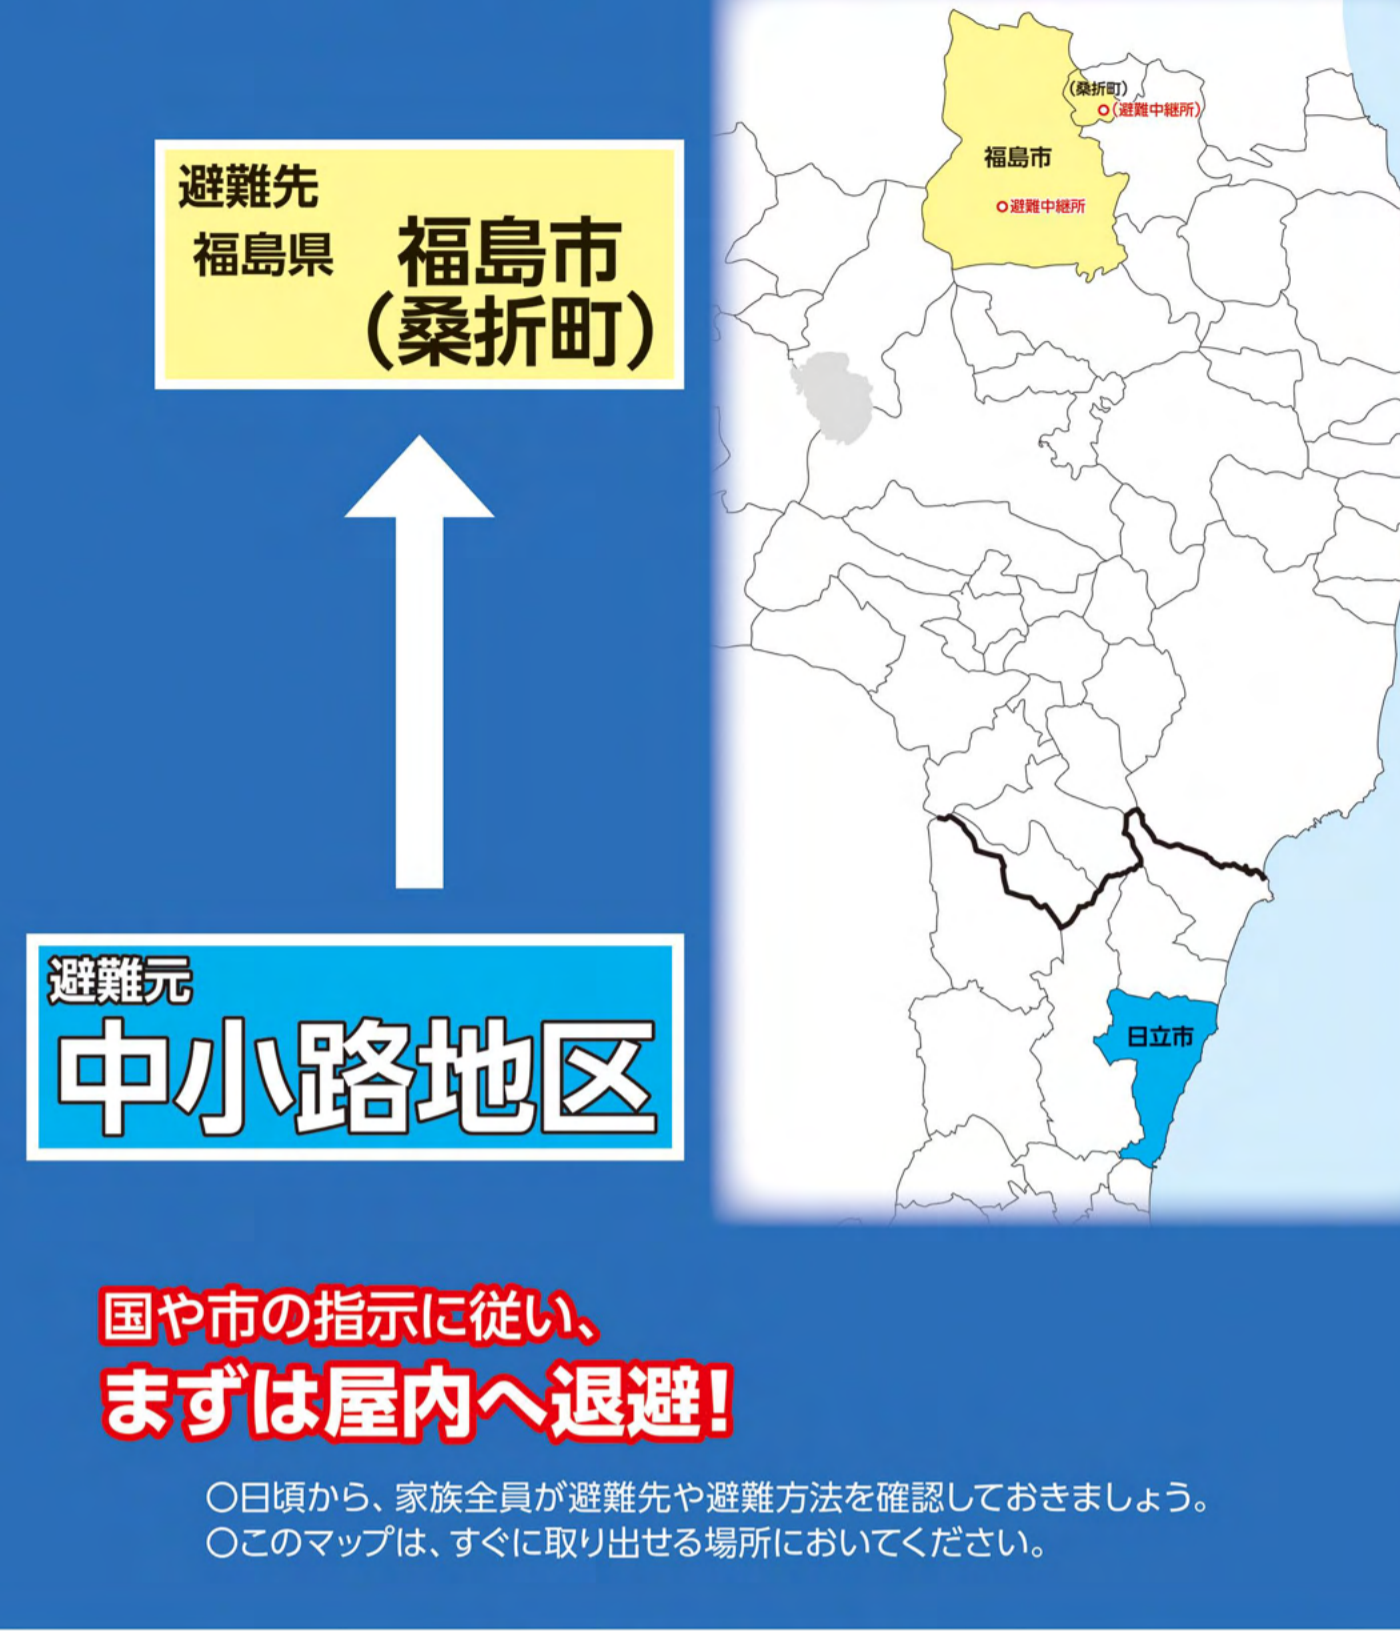 避難先
福島県 福島市
（桑折町）
避難元
中小路地区
（桑折町）
（避難中継所）
福島市
避難中継所
日立市
国や市の指示に従い、
まずは屋内へ退避！
○日頃から、家族全員が避難先や避難方法を確認しておきましょう。
○このマップは、すぐに取り出せる場所においてください。